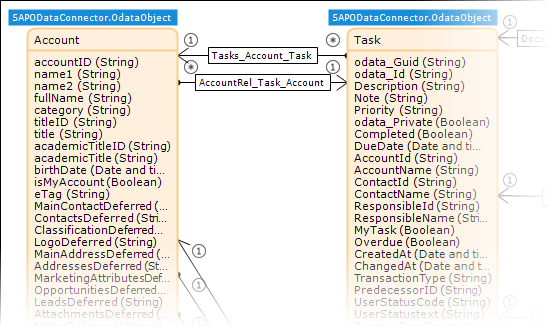 SAPODataConnector.OdataObject
Account
accountID (String)
name1 (String)
name2 (String)
fullName (String)
category (String)
titleID (String)
title (String)
academicTitleID (String)
academicTitle (String)
birthDate (Date and ti...
isMyAccount (Boolean)
eTag (String)
MainContactDeferred (...
ContactsDeferred (Strin...
ClassificationDeferred...
LogoDeferred (String)
MainAddressDeferred (...
AddressesDeferred (St...
MarketingAttributesDef...
OpportunitiesDeferred ...
LeadsDeferred (String)
AttachmentsDeferred ...
1
Tasks_Account_Task
*
*
AccountRel_Task_Account
1
1
1
SAPODataConnector.OdataObject
Task
odata_Guid (String)
odata_Id (String)
Description (String)
Note (String)
Priority (String)
odata_Private (Boolean)
Completed (Boolean)
DueDate (Date and ti...
AccountId (String)
AccountName (String)
ContactId (String)
ContactName (String)
ResponsibleId (String)
ResponsibleName (String)
MyTask (Boolean)
Overdue (Boolean)
CreatedAt (Date and ti...
ChangedAt (Date and ...
TransactionType (String)
PredecessorID (String)
UserStatusCode (String)
UserStatustext (String)
1
Docu
1
1